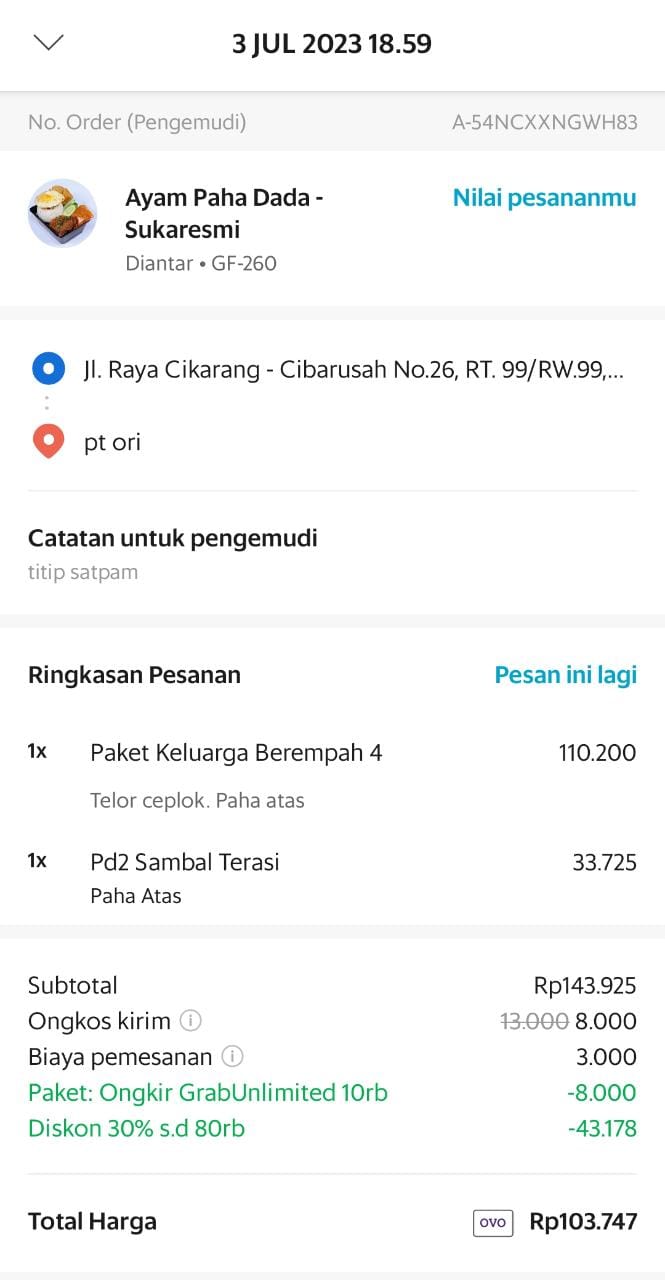 3 JUL 2023 18.59
No. Order (Pengemudi) A-54NCXXNGWH83
Ayam Paha Dada - Nilai pesananmu
Sukaresmi
Diantar • GF-260
Jl. Raya Cikarang - Cibarusah No.26, RT. 99/RW.99,...
pt ori
Catatan untuk pengemudi
titip satpam
Ringkasan Pesanan Pesan ini lagi
1x Paket Keluarga Berempah 4 110.200
Telor ceplok. Paha atas
1x Pd2 Sambal Terasi 33.725
Paha Atas
Subtotal Rp143.925
Ongkos kirim 13.000 8.000
Biaya pemesanan 3.000
Paket: Ongkir GrabUnlimited 10rb -8.000
Diskon 30% s.d 80rb -43.178
Total Harga OVO Rp103.747